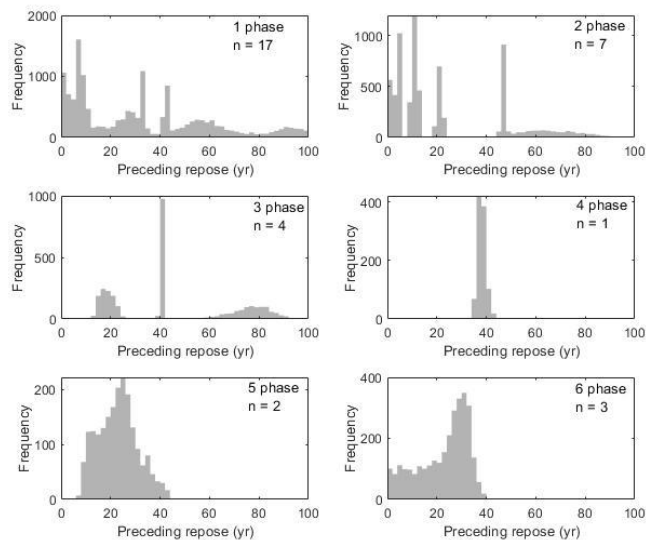 2000
1000
0
Frequency
1 phase
n = 17
0 20 40 60 80 100
Preceding repose (yr)
1000
500
0
Frequency
2 phase
n = 7
0 20 40 60 80 100
Preceding repose (yr)
1000
500
0
Frequency
3 phase
n = 4
0 20 40 60 80 100
Preceding repose (yr)
400
200
0
Frequency
4 phase
n = 1
0 20 40 60 80 100
Preceding repose (yr)
200
100
0
Frequency
5 phase
n = 2
0 20 40 60 80 100
Preceding repose (yr)
400
200
0
Frequency
6 phase
n = 3
0 20 40 60 80 100
Preceding repose (yr)